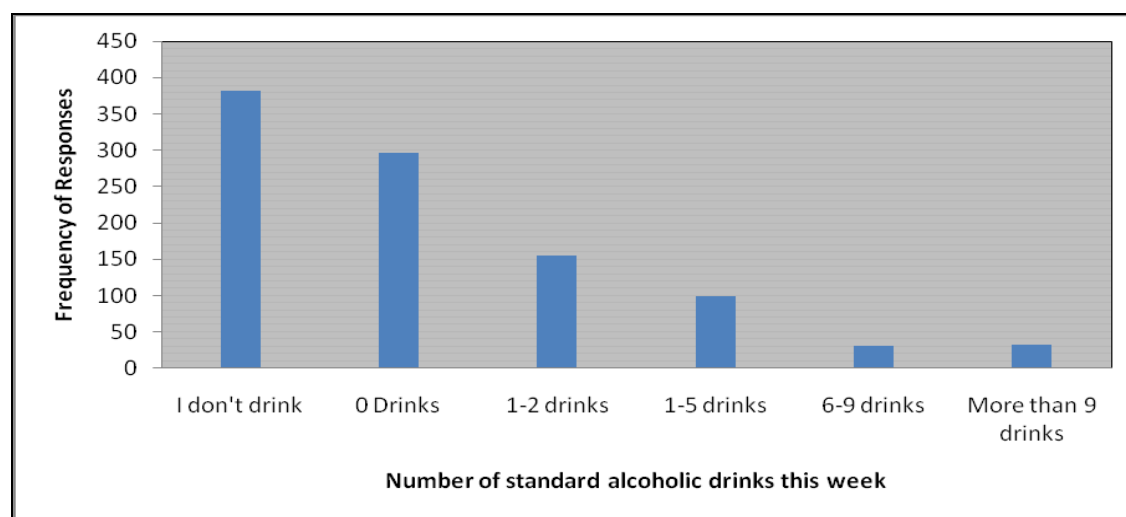 450
400
350
300
250
200
150
100
50
0
Frequency of Responses
I don't drink
0 Drinks
1-2 drinks
1-5 drinks
6-9 drinks
More than 9
drinks
Number of standard alcoholic drinks this week